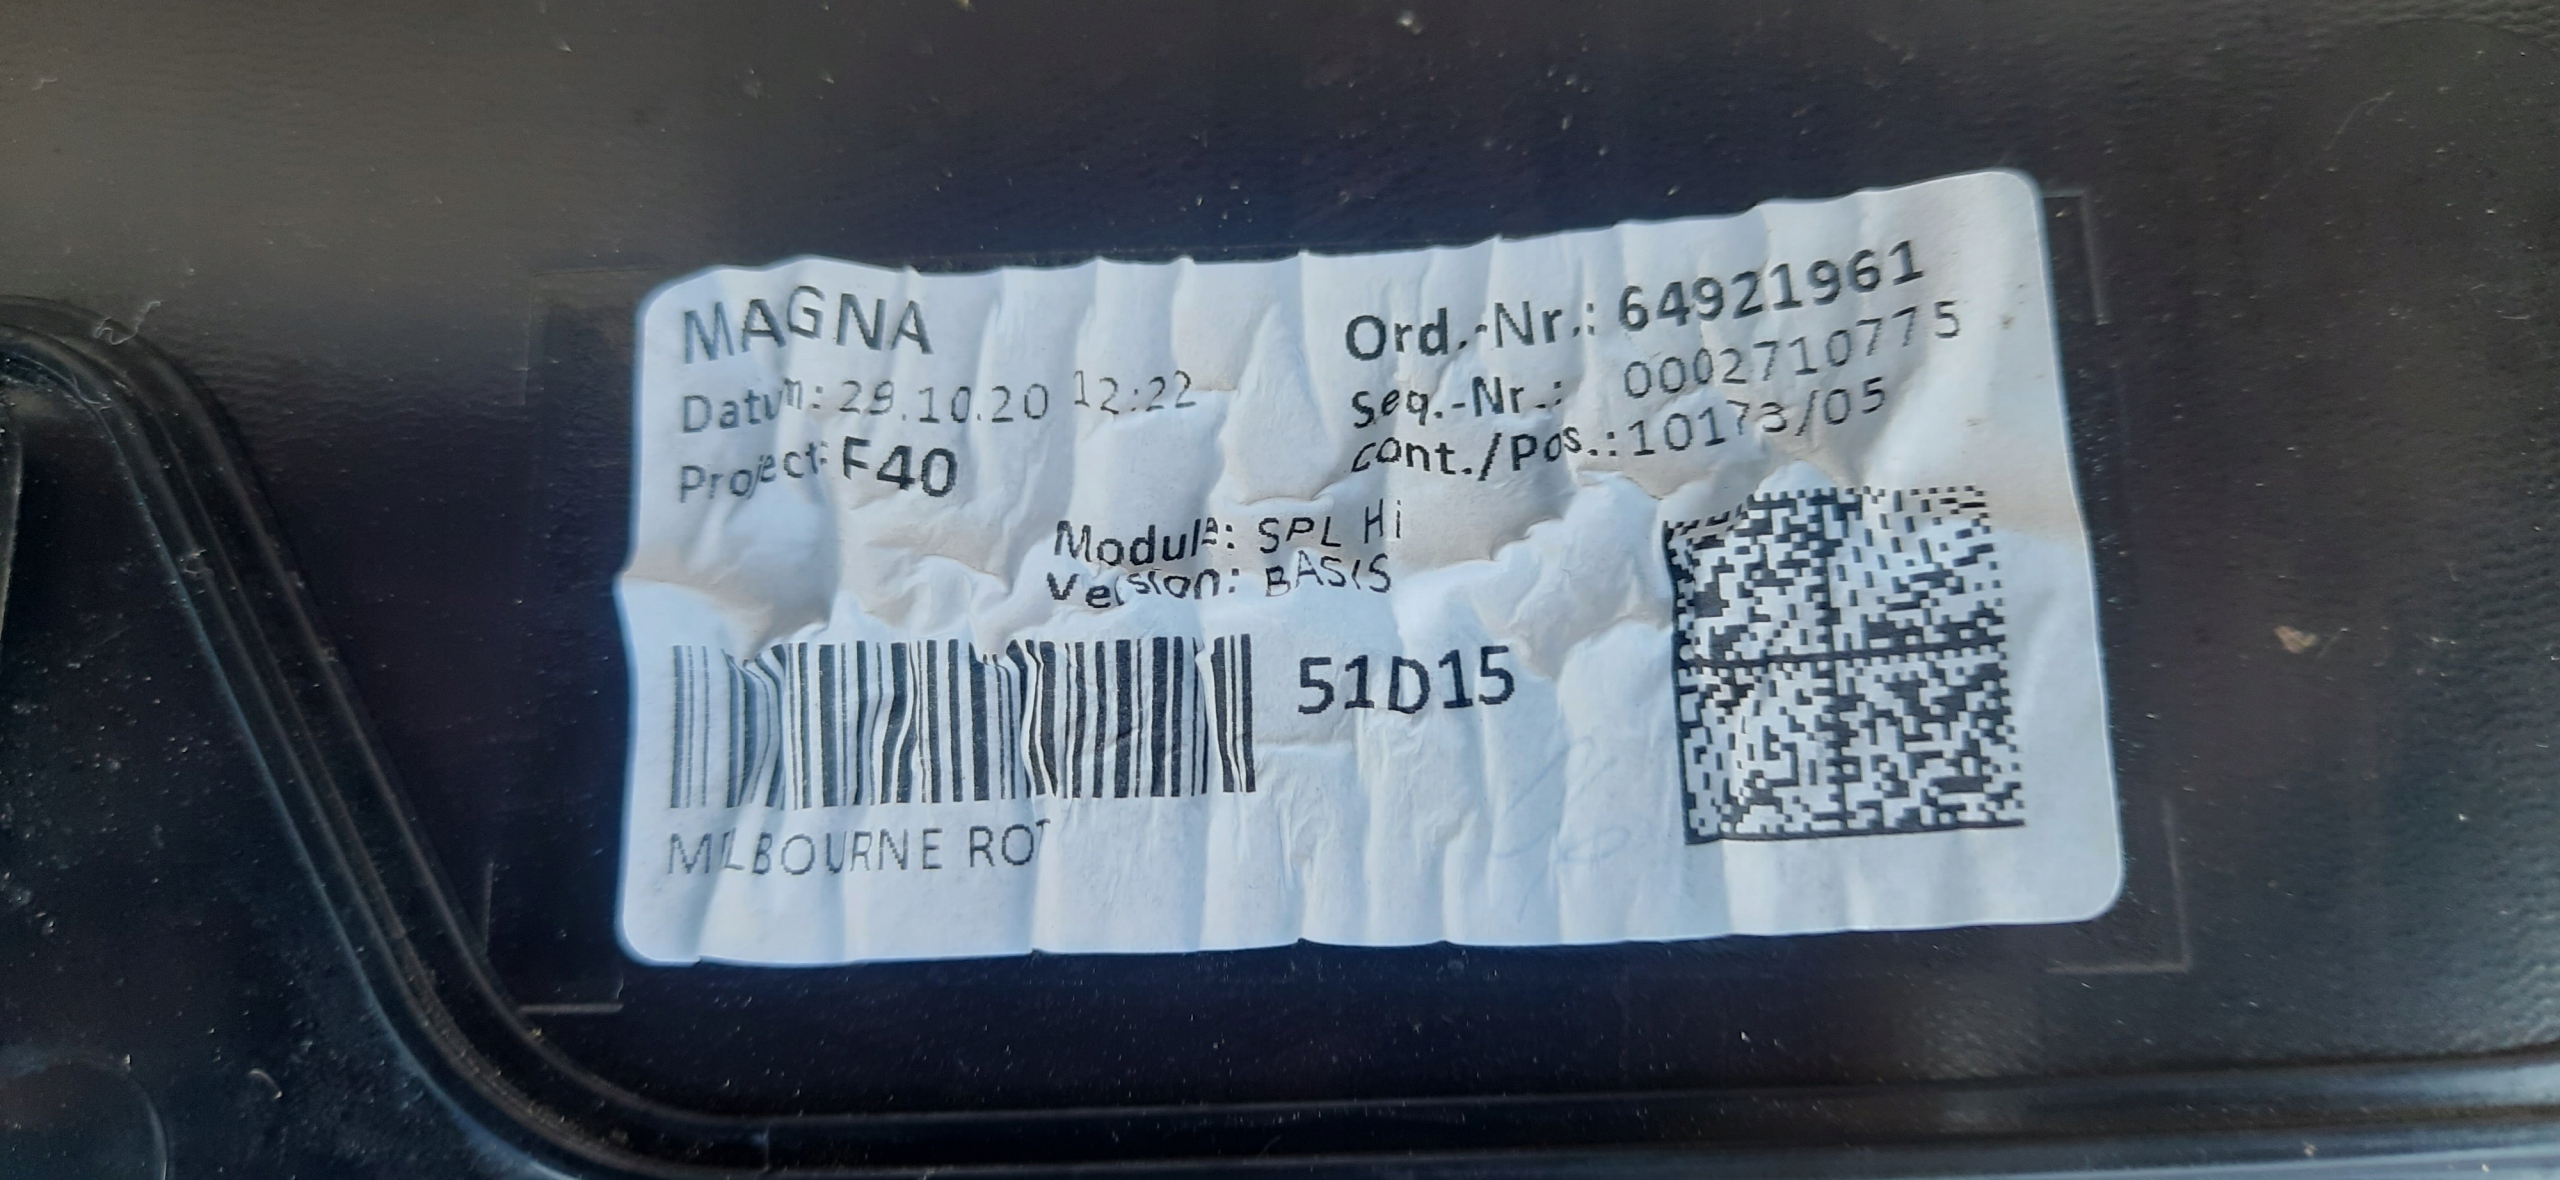 MAGNA
Datum: 29.10.20 12:22
Project: F40
Ord.-Nr.: 64921961
Seq.-Nr.: 0002710775
Cont./Pos.: 10173/05
Module: SPL Hi
Version: BASIS
51D15
MELBOURNE ROT